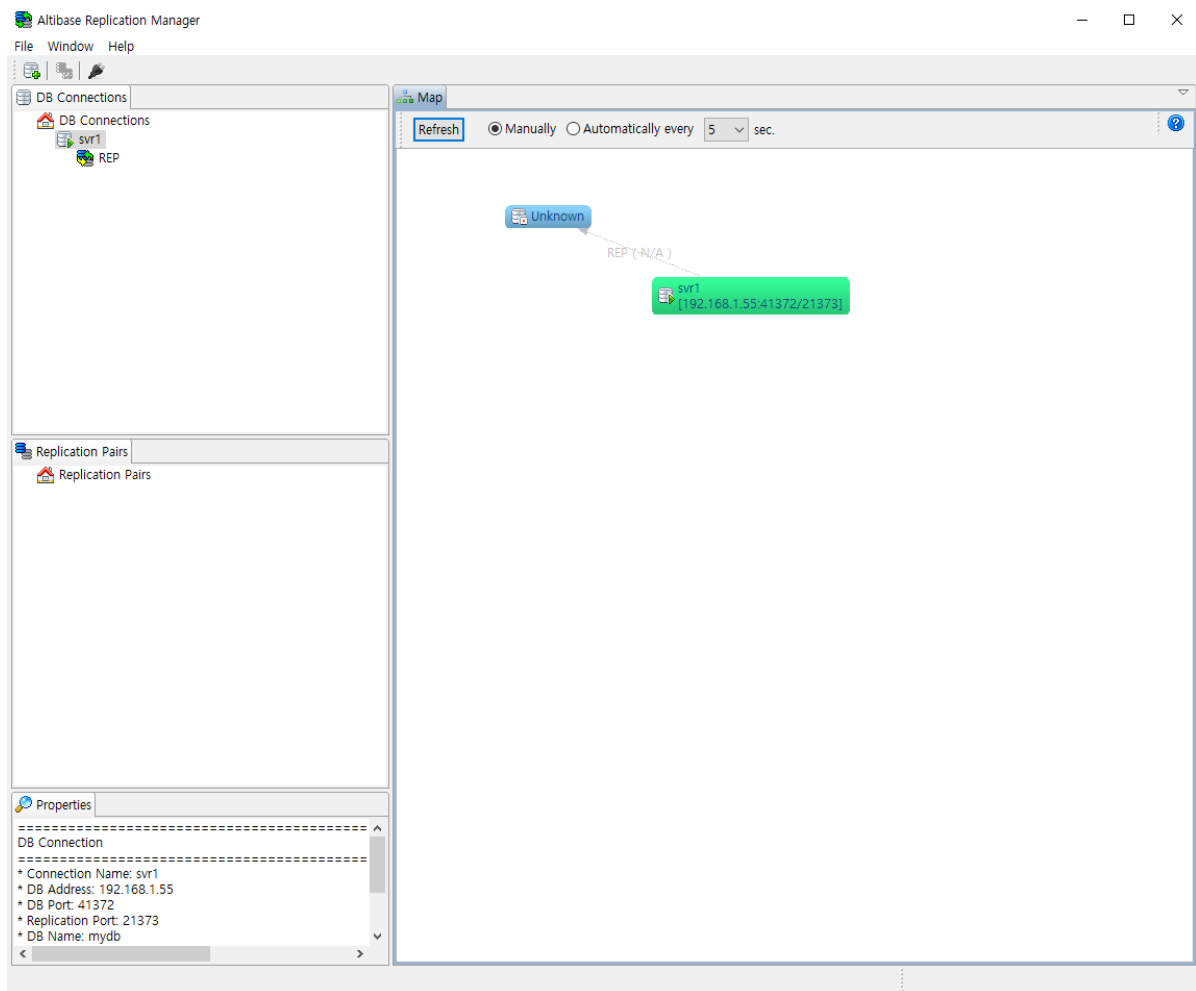 Altibase Replication Manager
File Window Help
DB Connections
DB Connections
svr1
REP
Replication Pairs
Replication Pairs
Properties
==========================================
DB Connection
==========================================
* Connection Name: svr1
* DB Address: 192.168.1.55
* DB Port: 41372
* Replication Port: 21373
* DB Name: mydb
Map
Refresh Manually Automatically every 5 sec.
Unknown
REP ( N/A )
svr1
[192.168.1.55:41372/21373]